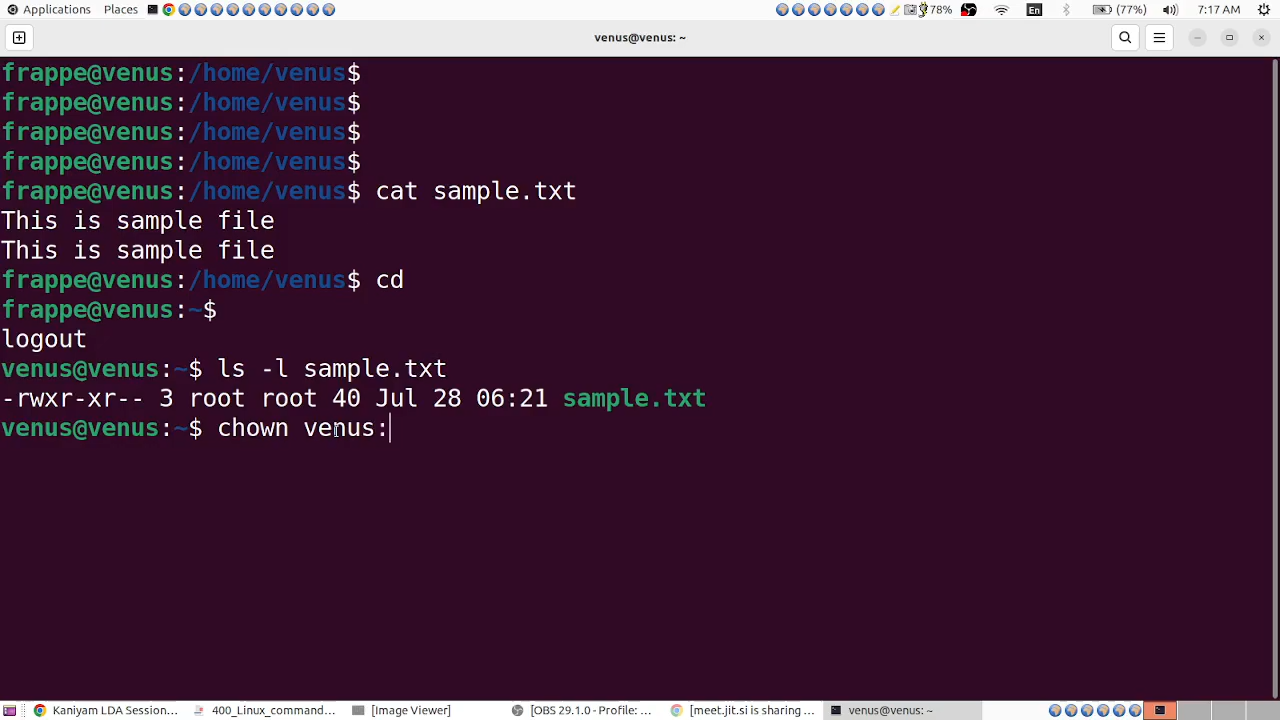 Applications Places 78% En (77%) 7:17 AM
venus@venus: ~
frappe@venus:/home/venus$
frappe@venus:/home/venus$
frappe@venus:/home/venus$
frappe@venus:/home/venus$
frappe@venus:/home/venus$ cat sample.txt
This is sample file
This is sample file
frappe@venus:/home/venus$ cd
frappe@venus:~$
logout
venus@venus:~$ ls -l sample.txt
-rwxr-xr-- 3 root root 40 Jul 28 06:21 sample.txt
venus@venus:~$ chown venus:
Kaniyam LDA Session... 400_Linux_command... [Image Viewer] [OBS 29.1.0 - Profile: ... [meet.jit.si is sharing ... venus@venus: ~